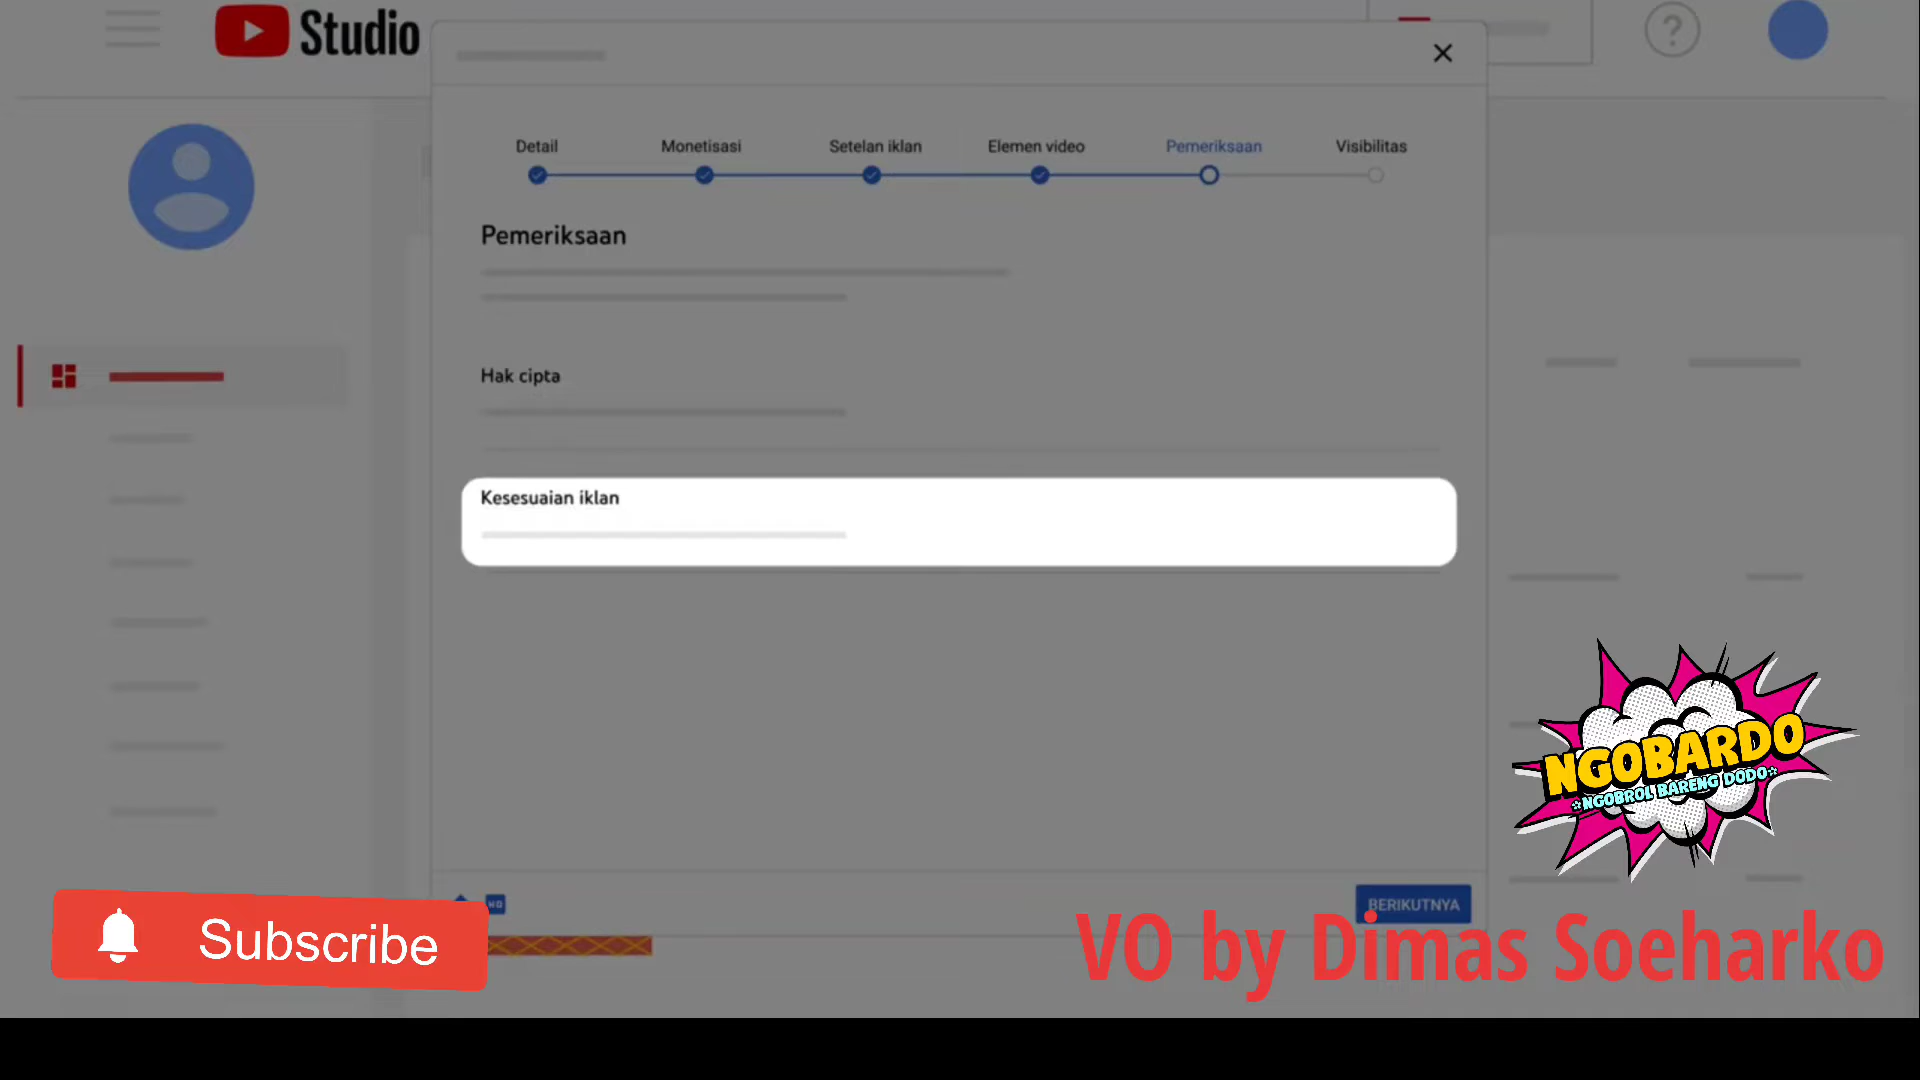 Studio
Detail
Monetisasi
Setelan iklan
Elemen video
Pemeriksaan
Visibilitas
Pemeriksaan
Hak cipta
Kesesuaian iklan
NGOBARDO
NGOBROL BARENG DODO
BERIKUTNYA
Subscribe
VO by Dimas Soeharko